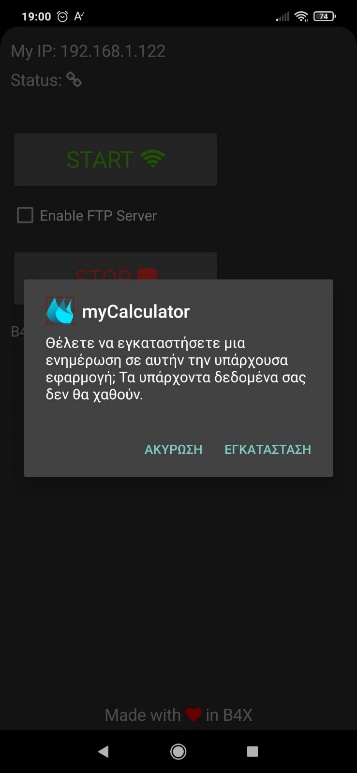 19:00
74
My IP: 192.168.1.122
Status:
START
Enable FTP Server
STOP
B4
myCalculator
Θέλετε να εγκαταστήσετε μια
ενημέρωση σε αυτήν την υπάρχουσα
εφαρμογή; Τα υπάρχοντα δεδομένα σας
δεν θα χαθούν.
ΑΚΥΡΩΣΗ ΕΓΚΑΤΑΣΤΑΣΗ
Made with ❤ in B4X